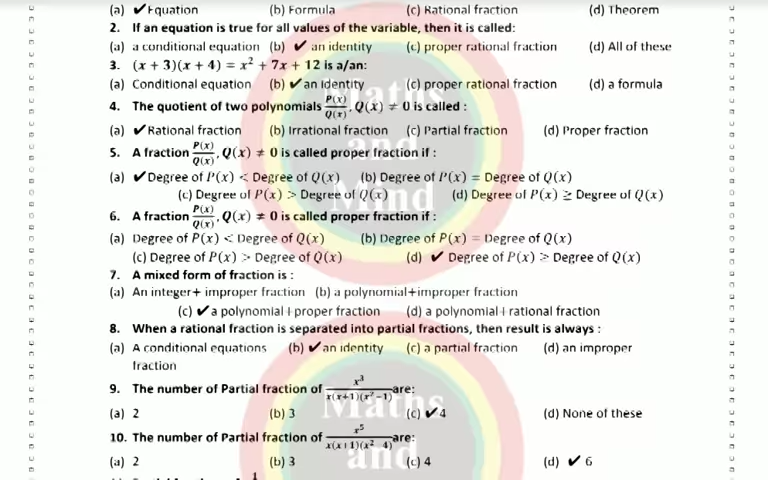 (a) ✔Equation (b) Formula (c) Rational fraction (d) Theorem
2. If an equation is true for all values of the variable, then it is called:
(a) a conditional equation (b) ✔ an identity (c) proper rational fraction (d) All of these
3. (x + 3)(x + 4) = x² + 7x + 12 is a/an:
(a) Conditional equation (b) ✔an identity (c) proper rational fraction (d) a formula
4. The quotient of two polynomials P(x)/Q(x), Q(x) ≠ 0 is called :
(a) ✔Rational fraction (b) Irrational fraction (c) Partial fraction (d) Proper fraction
5. A fraction P(x)/Q(x), Q(x) ≠ 0 is called proper fraction if :
(a) ✔Degree of P(x) < Degree of Q(x) (b) Degree of P(x) = Degree of Q(x)
(c) Degree of P(x) > Degree of Q(x) (d) Degree of P(x) ≥ Degree of Q(x)
6. A fraction P(x)/Q(x), Q(x) ≠ 0 is called proper fraction if :
(a) Degree of P(x) < Degree of Q(x) (b) Degree of P(x) = Degree of Q(x)
(c) Degree of P(x) > Degree of Q(x) (d) ✔ Degree of P(x) ≥ Degree of Q(x)
7. A mixed form of fraction is :
(a) An integer+ improper fraction (b) a polynomial+improper fraction
(c) ✔a polynomial+proper fraction (d) a polynomial+rational fraction
8. When a rational fraction is separated into partial fractions, then result is always :
(a) A conditional equations (b) ✔an identity (c) a partial fraction (d) an improper
fraction
9. The number of Partial fraction of x³/x(x+1)(x²−1) are:
(a) 2 (b) 3 (c) ✔4 (d) None of these
10. The number of Partial fraction of x⁵/x(x+1)(x²−4) are:
(a) 2 (b) 3 (c) 4 (d) ✔ 6
Maths
and
Mind
Maths
and